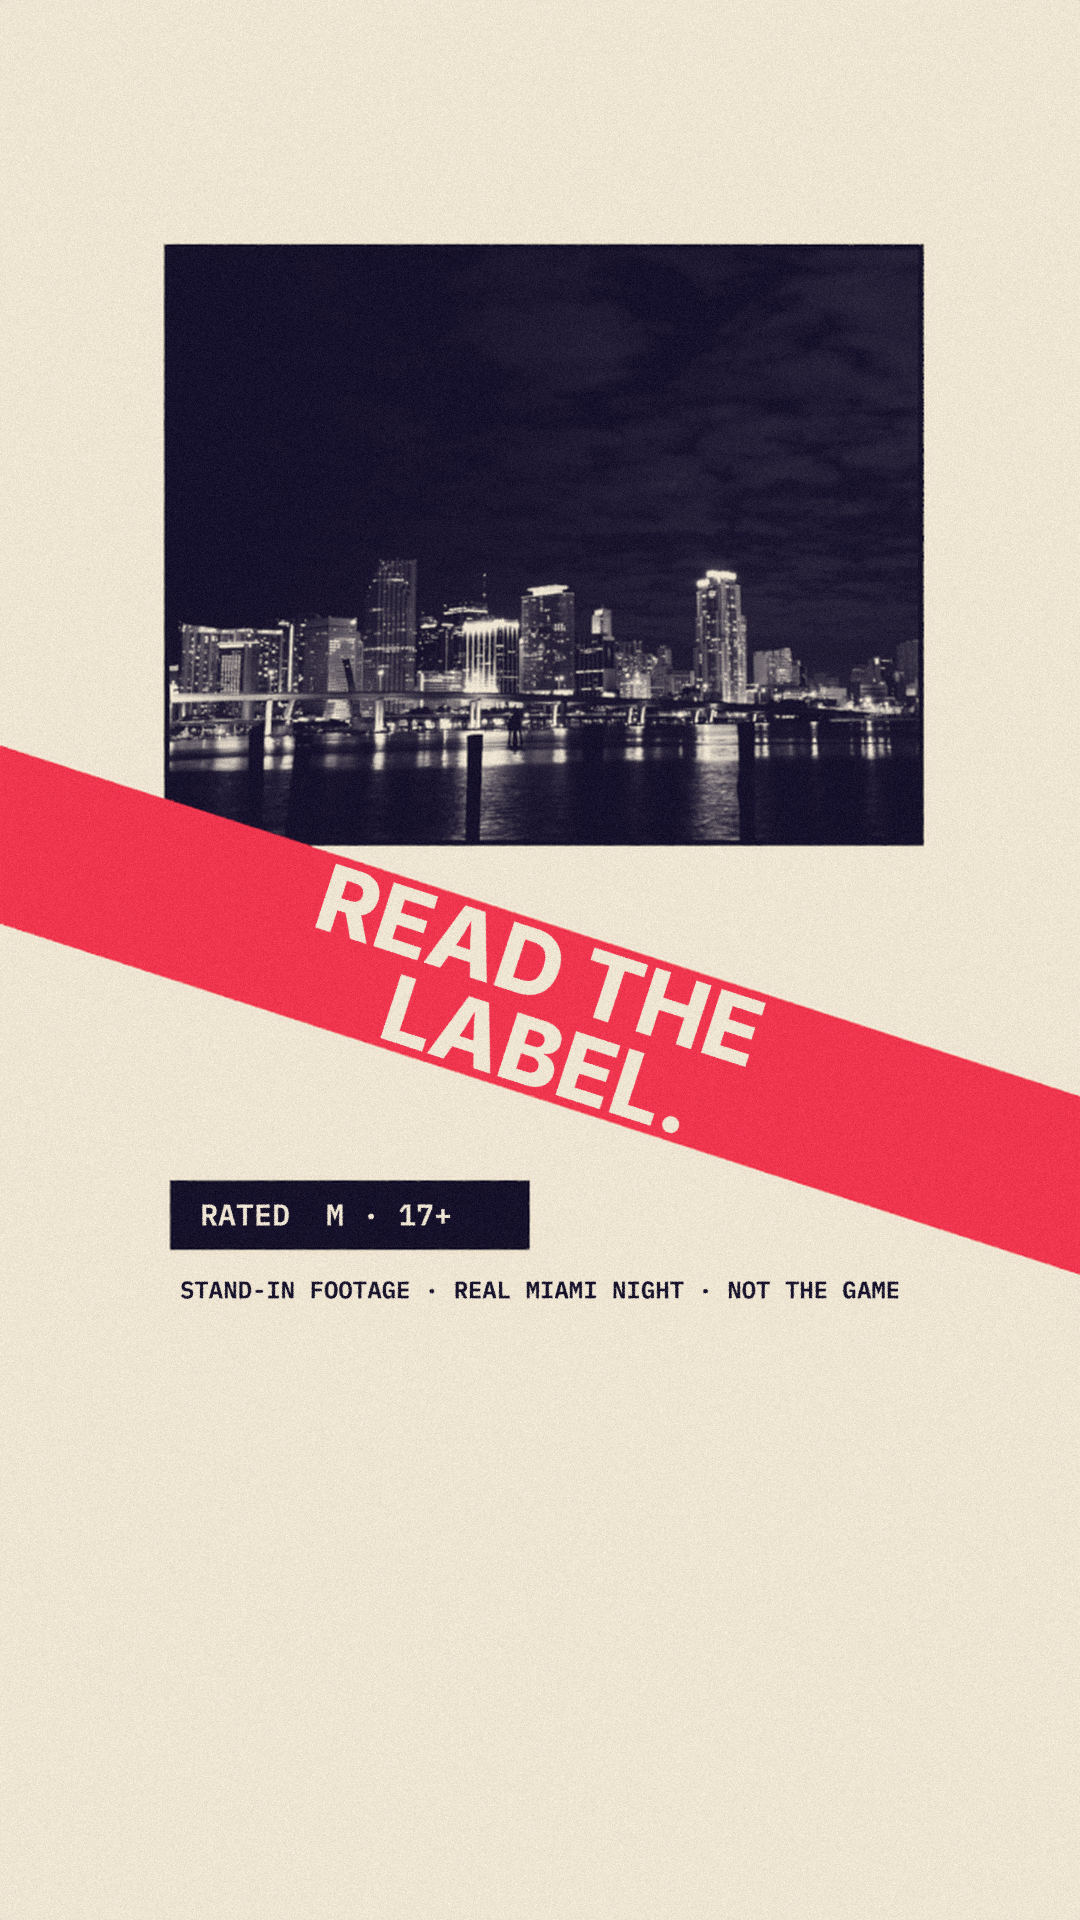 READ THE
LABEL.
RATED M · 17+
STAND-IN FOOTAGE · REAL MIAMI NIGHT · NOT THE GAME